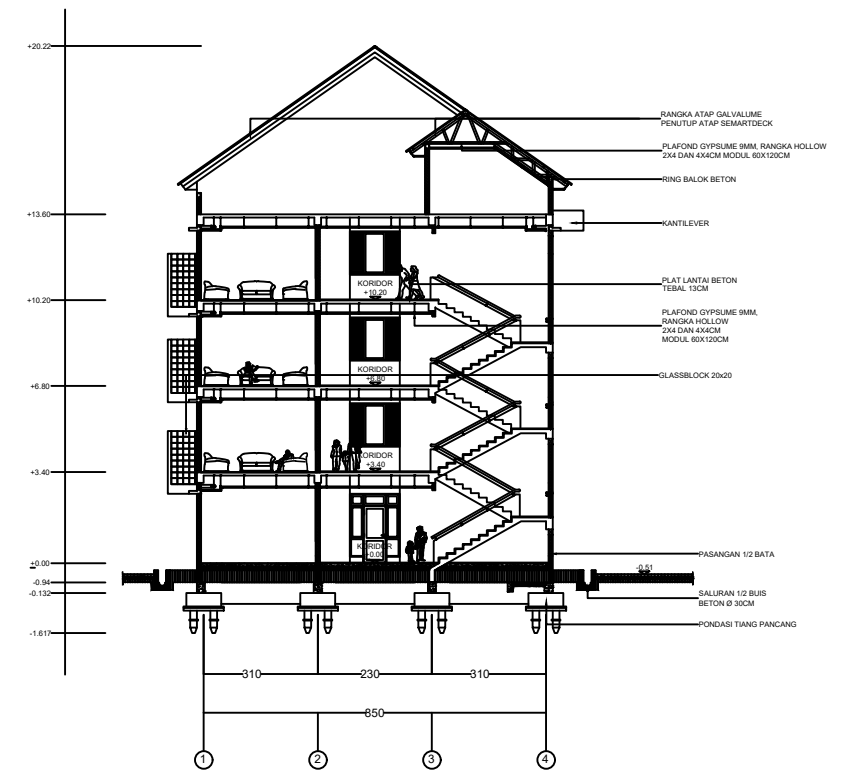 +20.22
RANGKA ATAP GALVALUME
PENUTUP ATAP SEMARTDECK
PLAFOND GYPSUME 9MM, RANGKA HOLLOW
2X4 DAN 4X4CM MODUL 60X120CM
RING BALOK BETON
+13.60
KANTILEVER
KORIDOR
+10.20
PLAT LANTAI BETON
TEBAL 13CM
+10.20
PLAFOND GYPSUME 9MM,
RANGKA HOLLOW
2X4 DAN 4X4CM
MODUL 60X120CM
KORIDOR
+6.80
GLASSBLOCK 20x20
+6.80
KORIDOR
+3.40
+3.40
KORIDOR
+0.00
PASANGAN 1/2 BATA
+0.00
-0.51
-0.94
-0.132
SALURAN 1/2 BUIS
BETON Ø 30CM
-1.617
PONDASI TIANG PANCANG
310
230
310
850
1
2
3
4